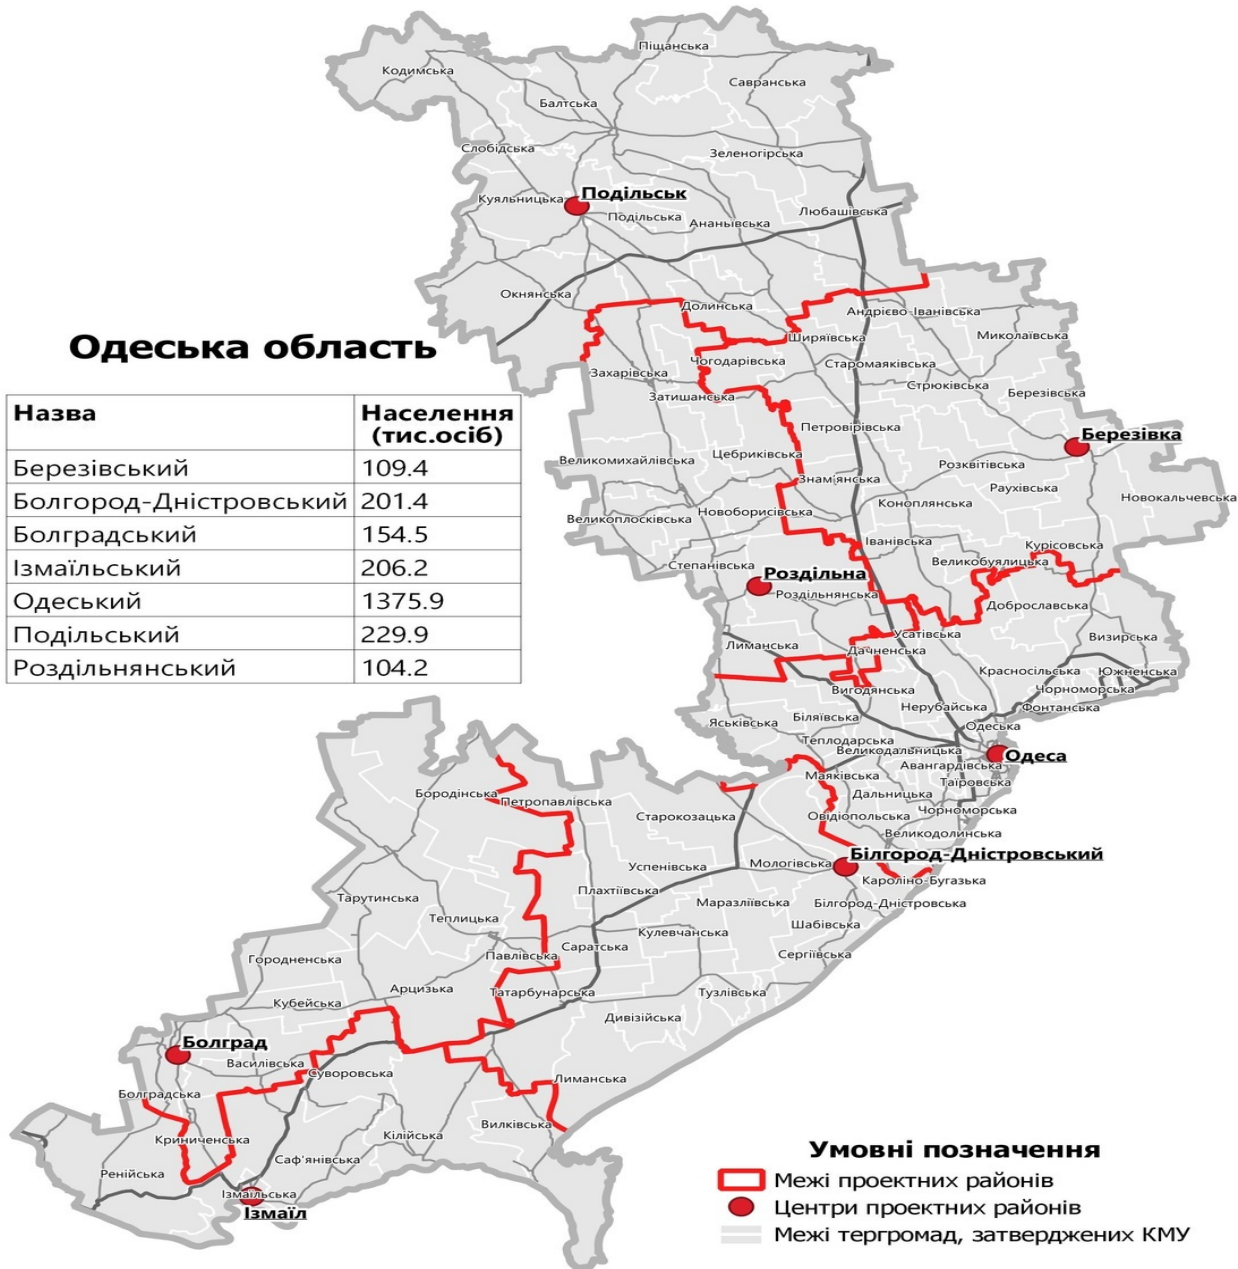 Піщанська
Кодимська
Савранська
Балтська
Слобідська
Зеленогірська
Подільськ
Куяльницька
Подільська
Ананьївська
Любашівська
Окнянська
Долинська
Андрієво-Іванівська
Ширяївська
Миколаївська
Одеська область
Чогодарівська
Старомаяківська
Захарівська
Стрюківська
Затишанська
Березівська
Назва
Населення
(тис.осіб)
Березівський 109.4
Болгород-Дністровський 201.4
Болградський 154.5
Ізмаїльський 206.2
Одеський 1375.9
Подільський 229.9
Роздільнянський 104.2
Петровірівська
Березівка
Цебриківська
Великомихайлівська
Розквітівська
Знам'янська
Раухівська
Новокальчевська
Коноплянська
Новоборисівська
Великоплосківська
Іванівська
Курісовська
Степанівська
Великобуялицька
Роздільна
Роздільнянська
Доброславська
Усатівська
Визирська
Лиманська
Дачненська
Красносільська
Южненська
Вигодянська
Чорноморська
Нерубайська
Фонтанська
Яськівська
Біляївська
Одеська
Теплодарська
Великодальницька
Одеса
Авангардівська
Маяківська
Таїровська
Дальницька
Бородінська
Петропавлівська
Чорноморська
Старокозацька
Овідіопольська
Великодолинська
Білгород-Дністровський
Мологівська
Успенівська
Кароліно-Бугазька
Плахтіївська
Тарутинська
Маразліївська
Білгород-Дністровська
Теплицька
Шабівська
Кулевчанська
Саратська
Павлівська
Сергіївська
Городненська
Арцизька
Татарбунарська
Тузлівська
Кубейська
Дивізійська
Болград
Василівська
Суворовська
Лиманська
Болградська
Вилківська
Криниченська
Кілійська
Саф'янівська
Ренійська
Ізмаїльська
Ізмаїл
Умовні позначення
Межі проектних районів
Центри проектних районів
Межі тергромад, затверджених КМУ